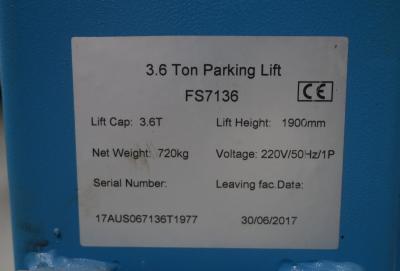 3.6 Ton Parking Lift
FS7136
CE
Lift Cap: 3.6T Lift Height: 1900mm
Net Weight: 720kg Voltage: 220V/50Hz/1P
Serial Number: Leaving fac.Data:
17AUS067136T1977 30/06/2017